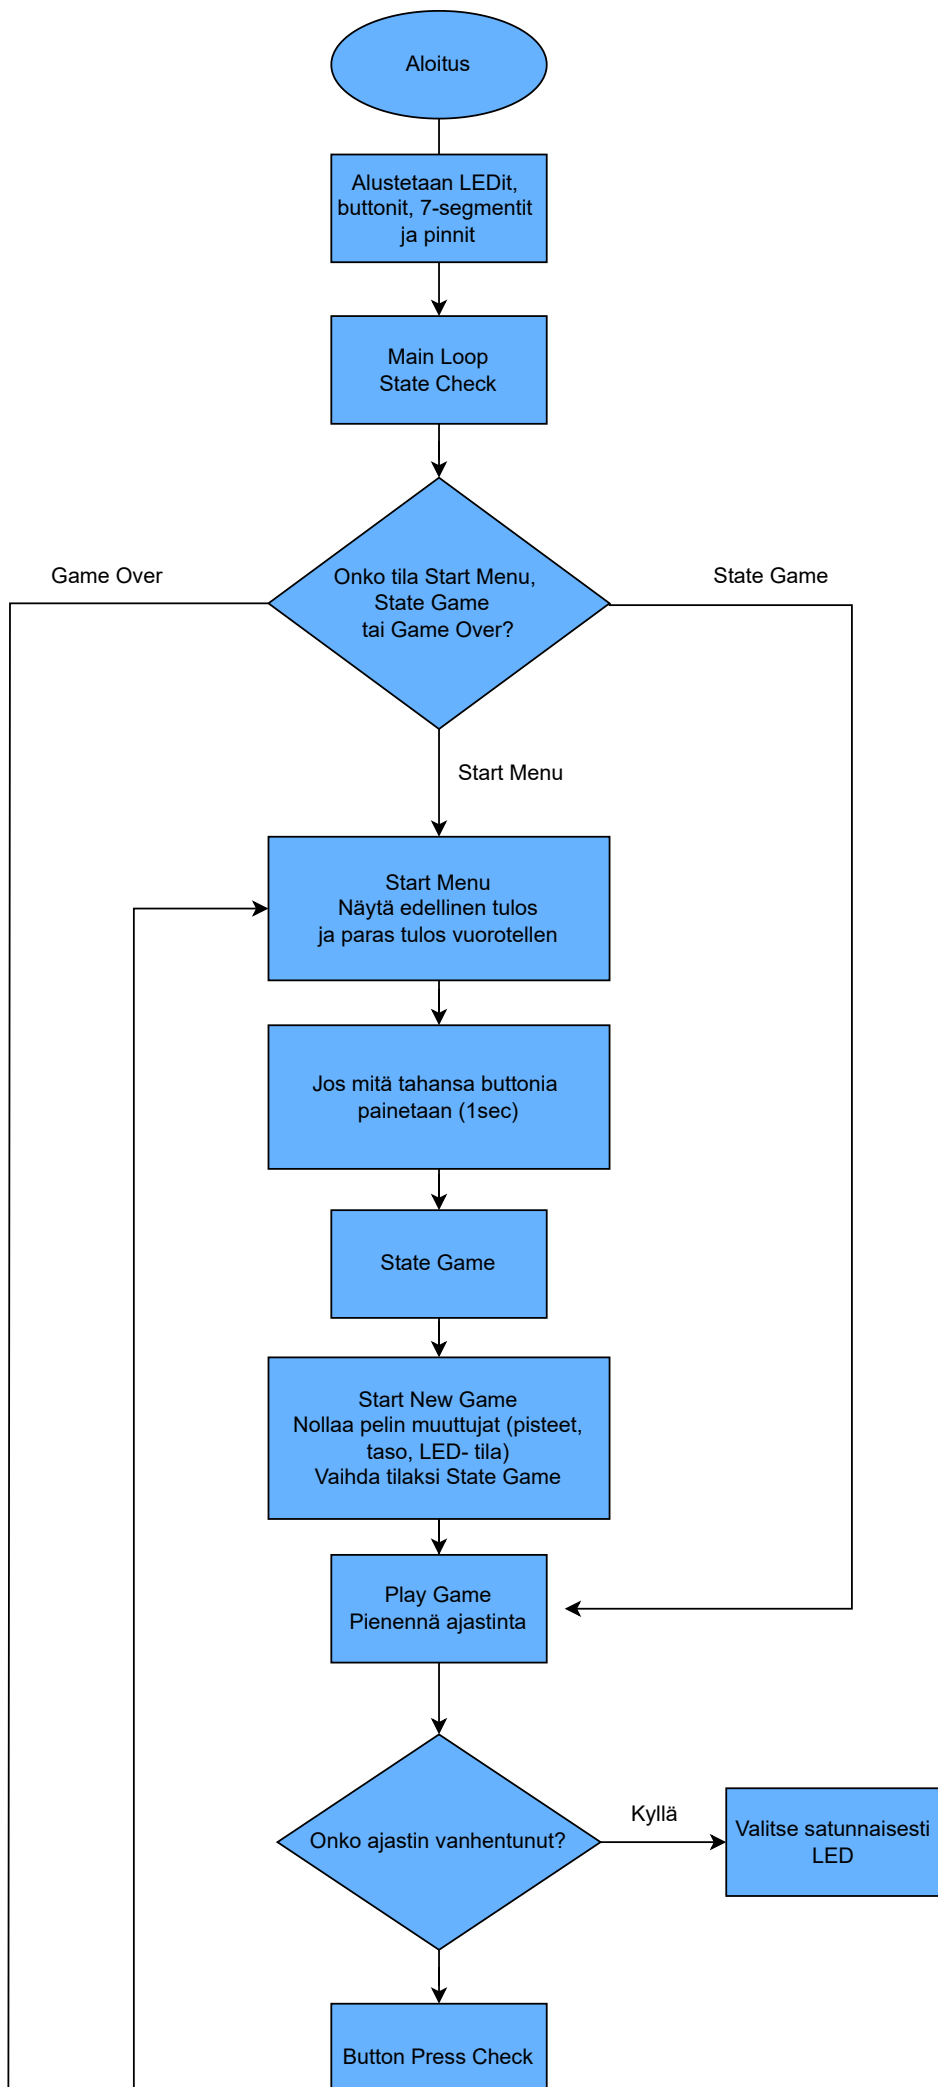 Aloitus
Alustetaan LEDit,
buttonit, 7-segmentit
ja pinnit
Main Loop
State Check
Game Over
Onko tila Start Menu,
State Game
tai Game Over?
State Game
Start Menu
Start Menu
Näytä edellinen tulos
ja paras tulos vuorotellen
Jos mitä tahansa buttonia
painetaan (1sec)
State Game
Start New Game
Nollaa pelin muuttujat (pisteet,
taso, LED- tila)
Vaihda tilaksi State Game
Play Game
Pienennä ajastinta
Onko ajastin vanhentunut?
Kyllä
Valitse satunnaisesti
LED
Button Press Check